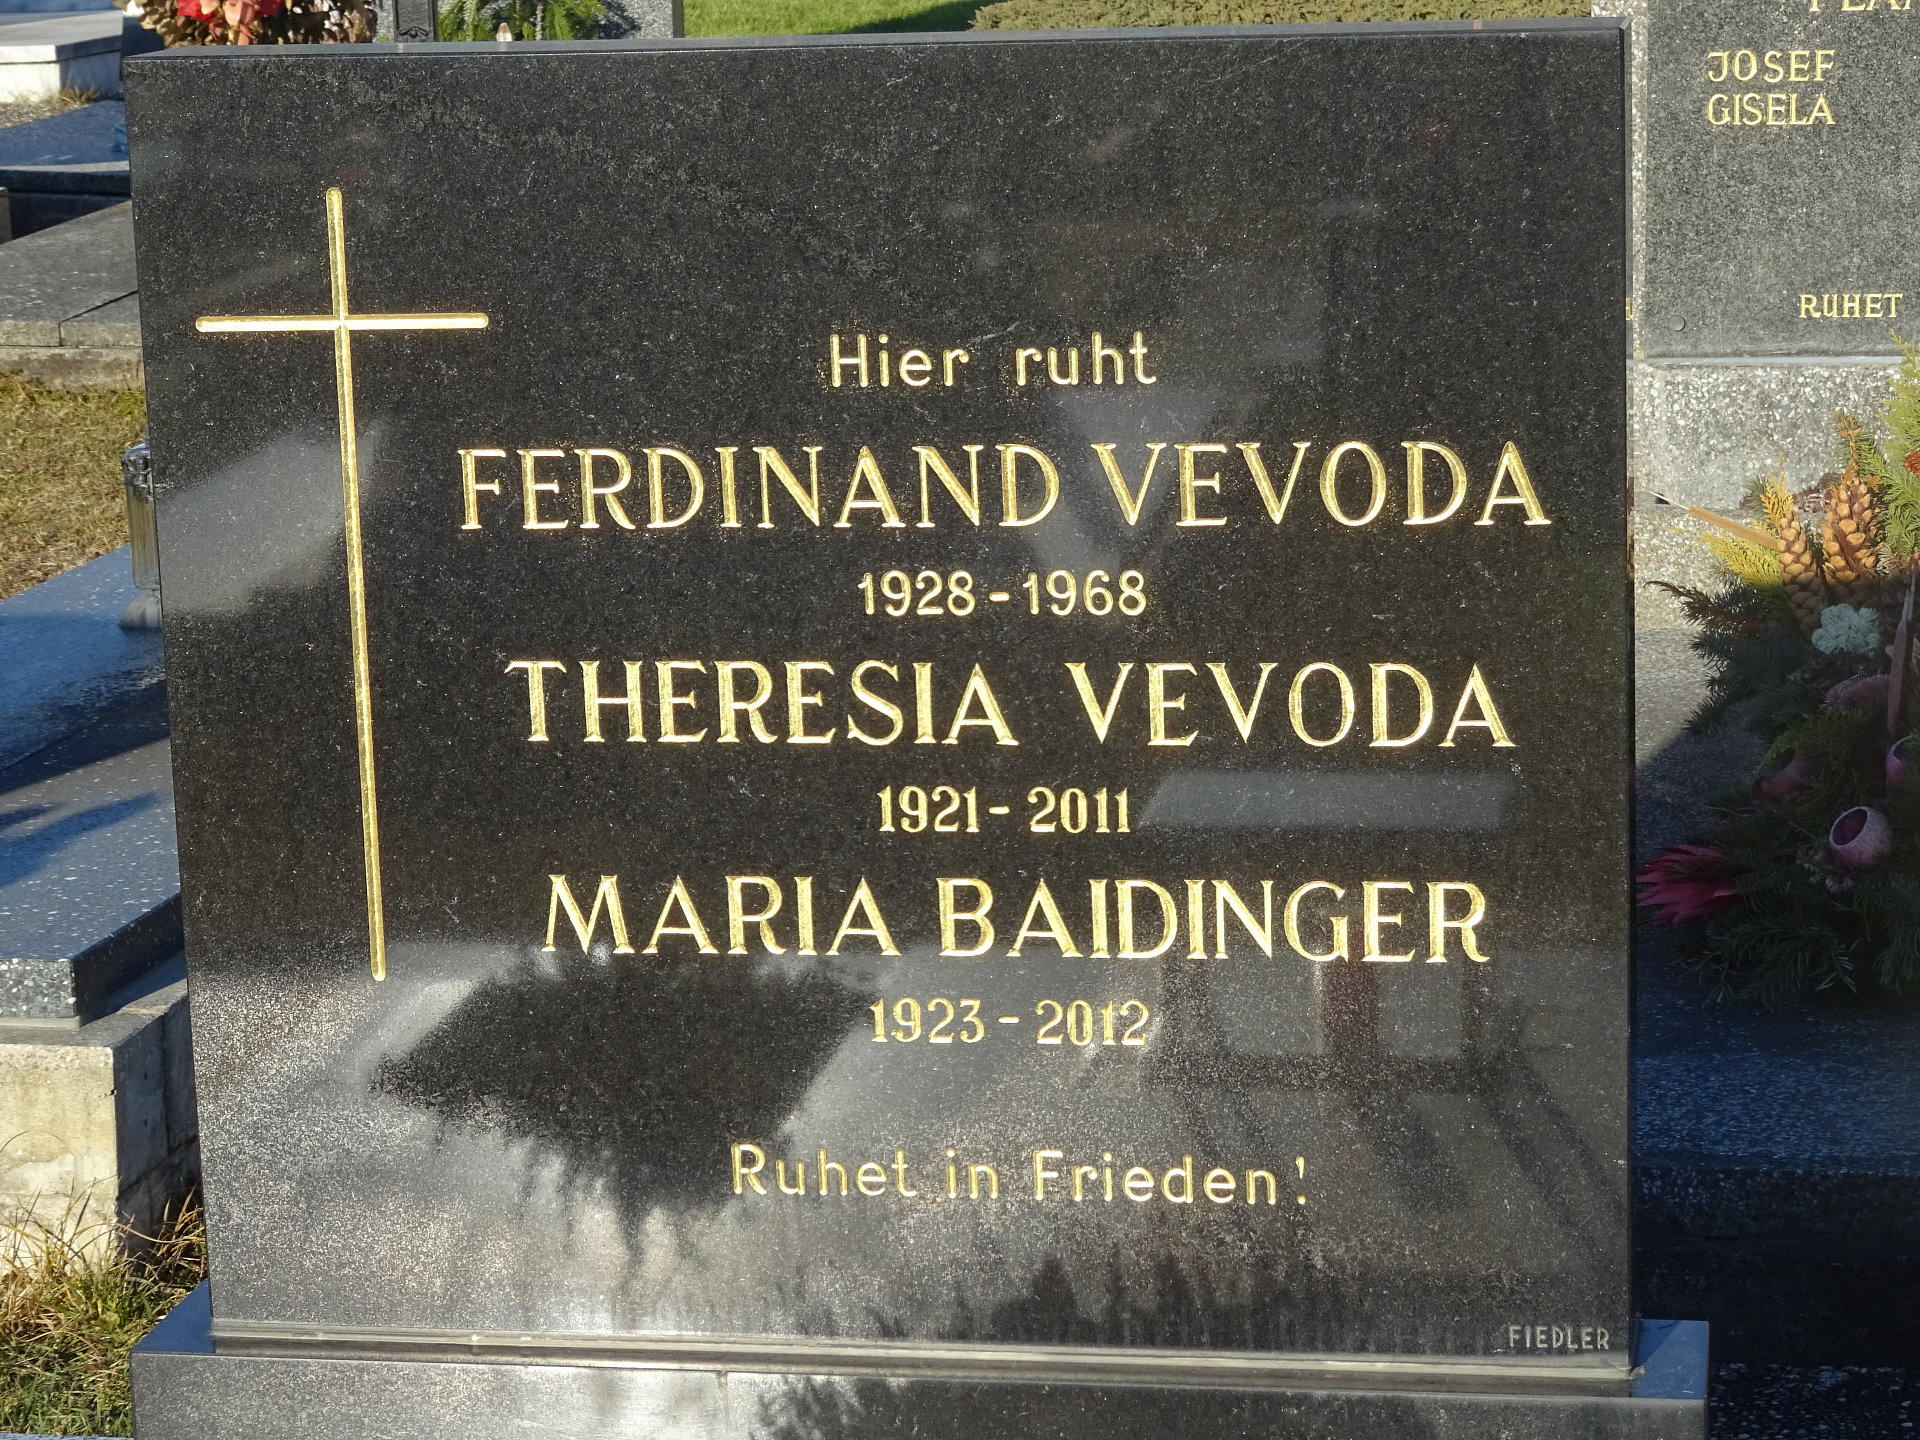 Hier ruht
FERDINAND VEVODA
1928 - 1968
THERESIA VEVODA
1921 - 2011
MARIA BAIDINGER
1923 - 2012
Ruhet in Frieden!
FIEDLER
JOSEF
GISELA
RUHET